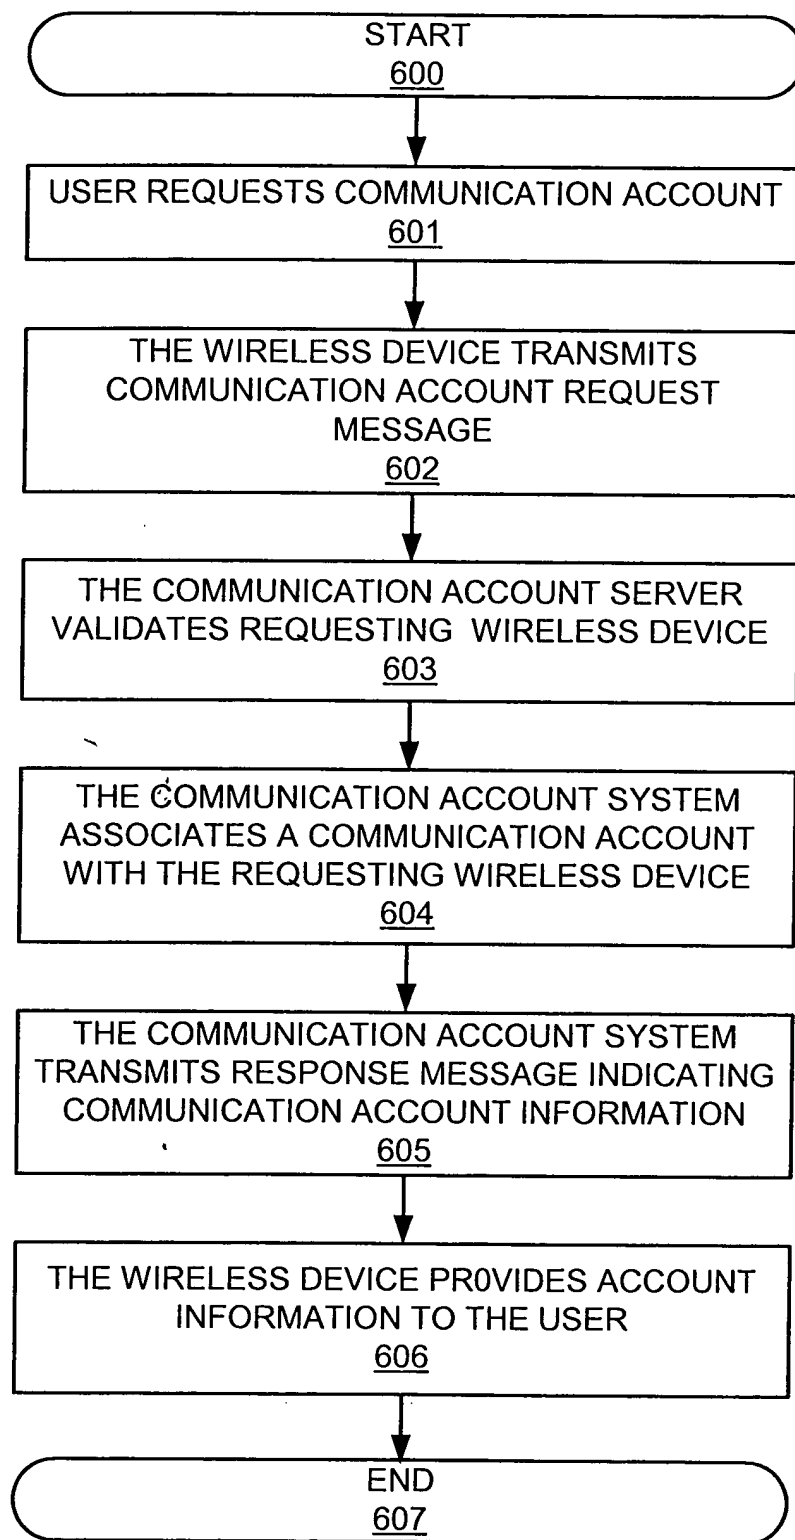 START
600
USER REQUESTS COMMUNICATION ACCOUNT
601
THE WIRELESS DEVICE TRANSMITS
COMMUNICATION ACCOUNT REQUEST
MESSAGE
602
THE COMMUNICATION ACCOUNT SERVER
VALIDATES REQUESTING WIRELESS DEVICE
603
THE COMMUNICATION ACCOUNT SYSTEM
ASSOCIATES A COMMUNICATION ACCOUNT
WITH THE REQUESTING WIRELESS DEVICE
604
THE COMMUNICATION ACCOUNT SYSTEM
TRANSMITS RESPONSE MESSAGE INDICATING
COMMUNICATION ACCOUNT INFORMATION
605
THE WIRELESS DEVICE PR0VIDES ACCOUNT
INFORMATION TO THE USER
606
END
607